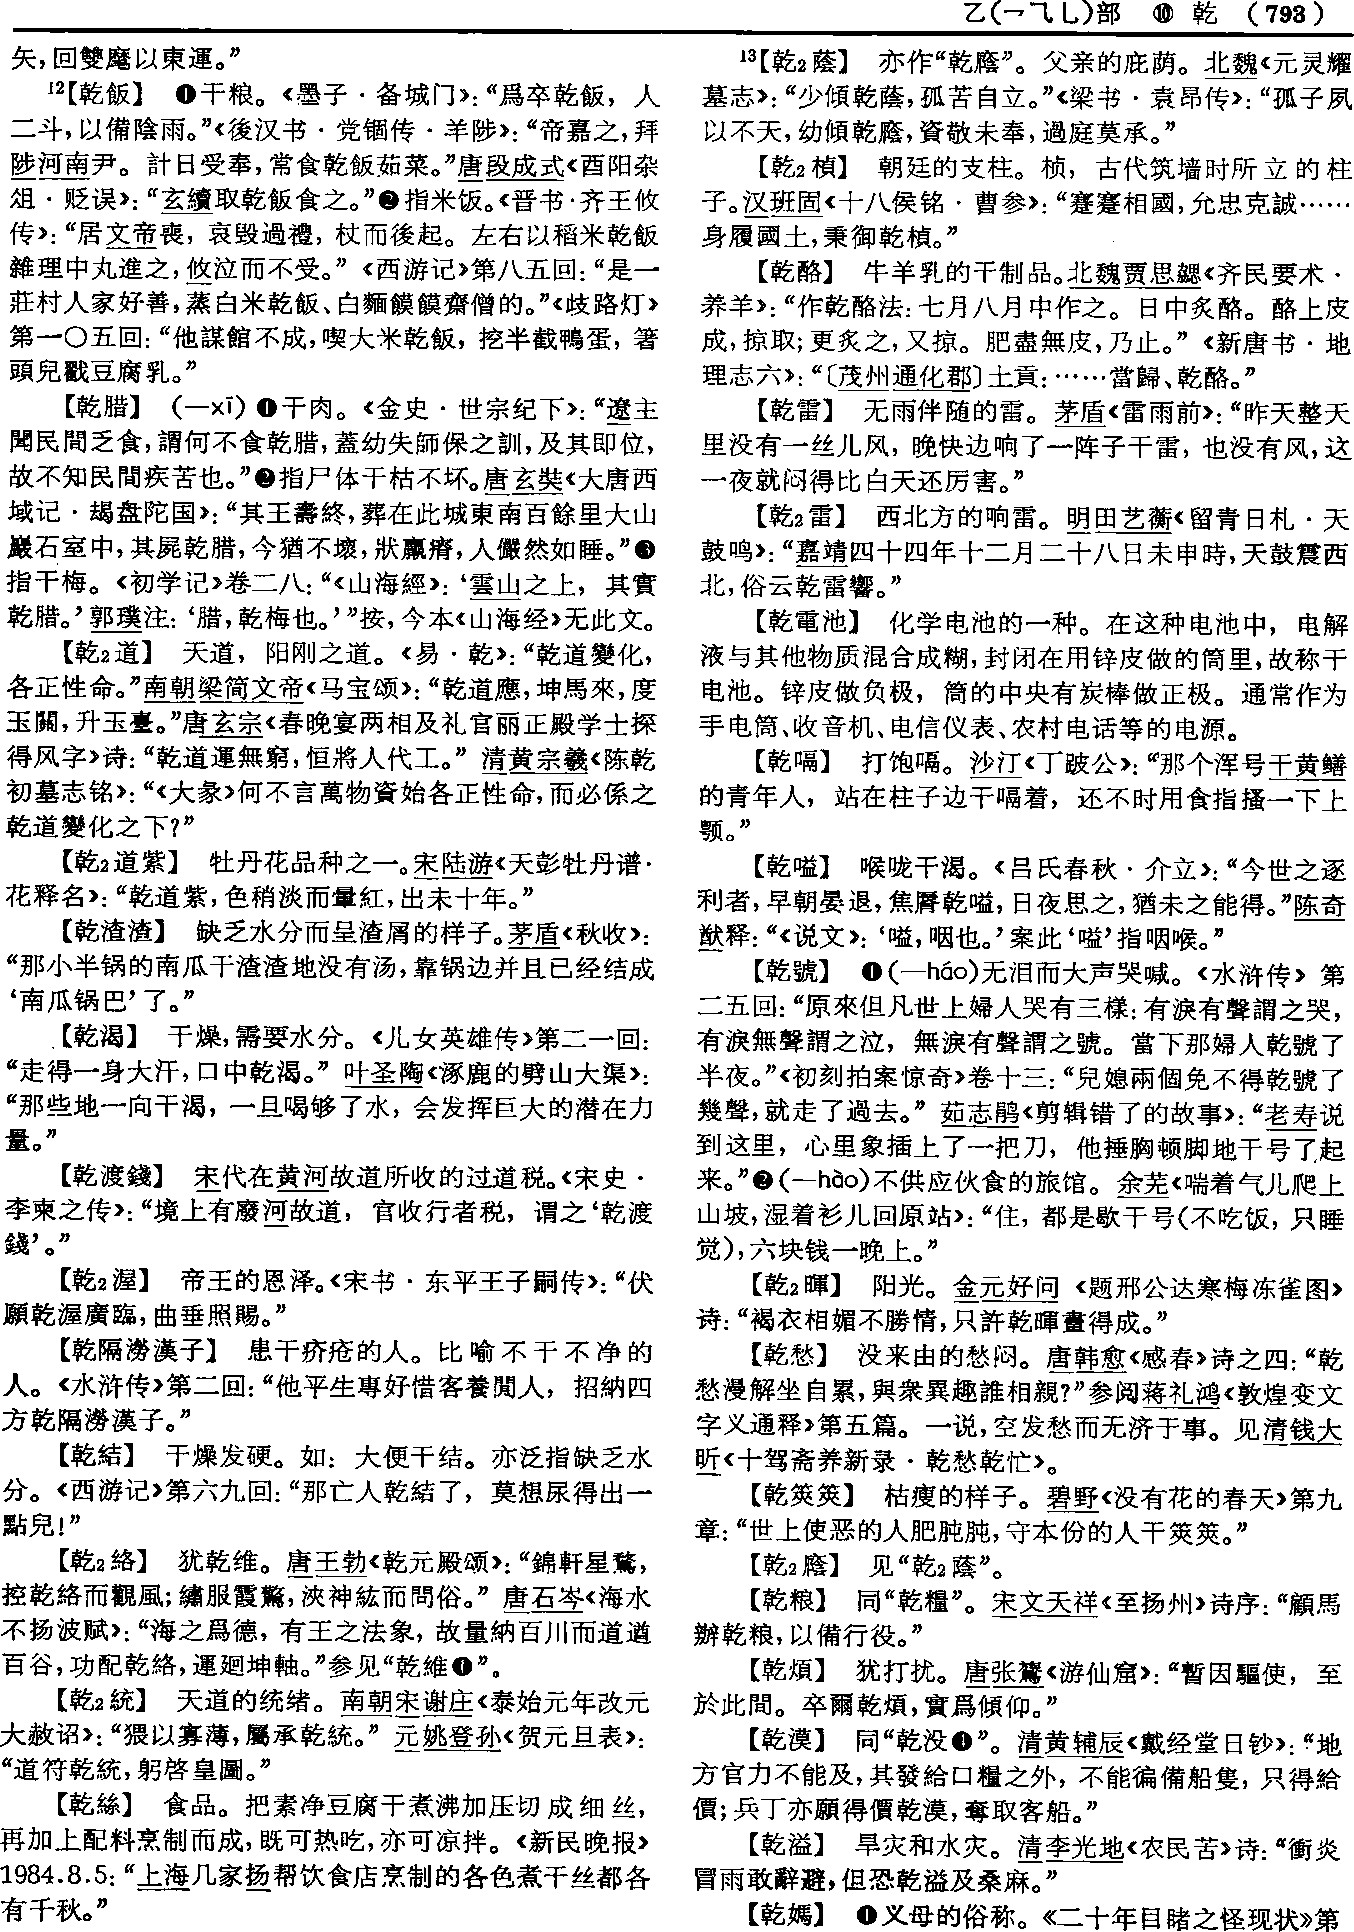 乙(㇖⺄乚)部　⑩　乾　(793)
矢，回雙麾以東運。”
¹²【乾飯】　❶干粮。《墨子·备城门》：“爲卒乾飯，人
二斗，以備陰雨。”《後汉书·党锢传·羊陟》：“帝嘉之，拜
陟河南尹。計日受奉，常食乾飯茹菜。”唐段成式《酉阳杂
俎·贬误》：“玄續取乾飯食之。”❷指米饭。《晋书·齐王攸
传》：“居文帝喪，哀毁過禮，杖而後起。左右以稻米乾飯
雜理中丸進之，攸泣而不受。”《西游记》第八五回：“是一
莊村人家好善，蒸白米乾飯、白麵饃饃齋僧的。”《歧路灯》
第一〇五回：“他謀館不成，喫大米乾飯，挖半截鴨蛋，箸
頭兒戳豆腐乳。”
【乾腊】　（—xī）❶干肉。《金史·世宗纪下》：“遼主
聞民間乏食，謂何不食乾腊，蓋幼失師保之訓，及其即位，
故不知民間疾苦也。”❷指尸体干枯不坏。唐玄奘《大唐西
域记·朅盘陀国》：“其王壽終，葬在此城東南百餘里大山
巖石室中，其屍乾腊，今猶不壞，狀羸瘠，人儼然如睡。”❸
指干梅。《初学记》卷二八：“《山海經》：‘雲山之上，其實
乾腊。’郭璞注：‘腊，乾梅也。’”按，今本《山海经》无此文。
【乾₂道】　天道，阳刚之道。《易·乾》：“乾道變化，
各正性命。”南朝梁简文帝《马宝颂》：“乾道應，坤馬來，度
玉關，升玉臺。”唐玄宗《春晚宴两相及礼官丽正殿学士探
得风字》诗：“乾道運無窮，恒將人代工。”清黄宗羲《陈乾
初墓志铭》：“《大彖》何不言萬物資始各正性命，而必係之
乾道變化之下？”
【乾₂道紫】　牡丹花品种之一。宋陆游《天彭牡丹谱·
花释名》：“乾道紫，色稍淡而暈紅，出未十年。”
【乾渣渣】　缺乏水分而呈渣屑的样子。茅盾《秋收》：
“那小半锅的南瓜干渣渣地没有汤，靠锅边并且已经结成
‘南瓜锅巴’了。”
【乾渴】　干燥，需要水分。《儿女英雄传》第二一回：
“走得一身大汗，口中乾渴。”叶圣陶《涿鹿的劈山大渠》：
“那些地一向干渴，一旦喝够了水，会发挥巨大的潜在力
量。”
【乾渡錢】　宋代在黄河故道所收的过道税。《宋史·
李柬之传》：“境上有廢河故道，官收行者税，谓之‘乾渡
錢’。”
【乾₂渥】　帝王的恩泽。《宋书·东平王子嗣传》：“伏
願乾渥廣臨，曲垂照賜。”
【乾隔澇漢子】　患干疥疮的人。比喻不干不净的
人。《水浒传》第二回：“他平生專好惜客養閒人，招納四
方乾隔澇漢子。”
【乾結】　干燥发硬。如：大便干结。亦泛指缺乏水
分。《西游记》第六九回：“那亡人乾結了，莫想尿得出一
點兒！”
【乾₂絡】　犹乾维。唐王勃《乾元殿颂》：“錦軒星騖，
控乾絡而觀風；繡服霞驚，浹神紘而問俗。”唐石岑《海水
不扬波赋》：“海之爲德，有王之法象，故量納百川而道遒
百谷，功配乾絡，運廻坤軸。”参见“乾維❶”。
【乾₂統】　天道的统绪。南朝宋谢庄《泰始元年改元
大赦诏》：“猥以寡薄，屬承乾統。”元姚登孙《贺元旦表》：
“道符乾統，躬啓皇圖。”
【乾絲】　食品。把素净豆腐干煮沸加压切成细丝，
再加上配料烹制而成，既可热吃，亦可凉拌。《新民晚报》
1984.8.5：“上海几家扬帮饮食店烹制的各色煮干丝都各
有千秋。”
¹³【乾₂蔭】　亦作“乾廕”。父亲的庇荫。北魏《元灵耀
墓志》：“少傾乾蔭，孤苦自立。”《梁书·袁昂传》：“孤子夙
以不天，幼傾乾廕，資敬未奉，過庭莫承。”
【乾₂楨】　朝廷的支柱。桢，古代筑墙时所立的柱
子。汉班固《十八侯铭·曹参》：“蹇蹇相國，允忠克誠……
身履國土，秉御乾楨。”
【乾酪】　牛羊乳的干制品。北魏贾思勰《齐民要术·
养羊》：“作乾酪法：七月八月中作之。日中炙酪。酪上皮
成，掠取；更炙之，又掠。肥盡無皮，乃止。”《新唐书·地
理志六》：“〔茂州通化郡〕土貢：……當歸、乾酪。”
【乾雷】　无雨伴随的雷。茅盾《雷雨前》：“昨天整天
里没有一丝儿风，晚快边响了一阵子干雷，也没有风，这
一夜就闷得比白天还厉害。”
【乾₂雷】　西北方的响雷。明田艺蘅《留青日札·天
鼓鸣》：“嘉靖四十四年十二月二十八日未申時，天鼓震西
北，俗云乾雷響。”
【乾電池】　化学电池的一种。在这种电池中，电解
液与其他物质混合成糊，封闭在用锌皮做的筒里，故称干
电池。锌皮做负极，筒的中央有炭棒做正极。通常作为
手电筒、收音机、电信仪表、农村电话等的电源。
【乾嗝】　打饱嗝。沙汀《丁跛公》：“那个浑号干黄鳝
的青年人，站在柱子边干嗝着，还不时用食指搔一下上
颚。”
【乾嗌】　喉咙干渴。《吕氏春秋·介立》：“今世之逐
利者，早朝晏退，焦脣乾嗌，日夜思之，猶未之能得。”陈奇
猷释：“《说文》：‘嗌，咽也。’案此‘嗌’指咽喉。”
【乾號】　❶（—háo）无泪而大声哭喊。《水浒传》第
二五回：“原來但凡世上婦人哭有三樣：有淚有聲謂之哭，
有淚無聲謂之泣，無淚有聲謂之號。當下那婦人乾號了
半夜。”《初刻拍案惊奇》卷十三：“兒媳兩個免不得乾號了
幾聲，就走了過去。”茹志鹃《剪辑错了的故事》：“老寿说
到这里，心里象插上了一把刀，他捶胸顿脚地干号了起
来。”❷（—hào）不供应伙食的旅馆。余芜《喘着气儿爬上
山坡，湿着衫儿回原站》：“住，都是歇干号（不吃饭，只睡
觉），六块钱一晚上。”
【乾₂暉】　阳光。金元好问《题邢公达寒梅冻雀图》
诗：“褐衣相媚不勝情，只許乾暉畫得成。”
【乾愁】　没来由的愁闷。唐韩愈《感春》诗之四：“乾
愁漫解坐自累，與衆異趣誰相親？”参阅蒋礼鸿《敦煌变文
字义通释》第五篇。一说，空发愁而无济于事。见清钱大
昕《十驾斋养新录·乾愁乾忙》。
【乾筴筴】　枯瘦的样子。碧野《没有花的春天》第九
章：“世上使恶的人肥肫肫，守本份的人干筴筴。”
【乾₂廕】　见“乾₂蔭”。
【乾粮】　同“乾糧”。宋文天祥《至扬州》诗序：“顧馬
辦乾粮，以備行役。”
【乾煩】　犹打扰。唐张鷟《游仙窟》：“暫因驅使，至
於此間。卒爾乾煩，實爲傾仰。”
【乾漠】　同“乾没❶”。清黄辅辰《戴经堂日钞》：“地
方官力不能及，其發給口糧之外，不能徧備船隻，只得給
價；兵丁亦願得價乾漠，奪取客船。”
【乾溢】　旱灾和水灾。清李光地《农民苦》诗：“衝炎
冒雨敢辭避，但恐乾溢及桑麻。”
【乾媽】　❶义母的俗称。《二十年目睹之怪现状》第